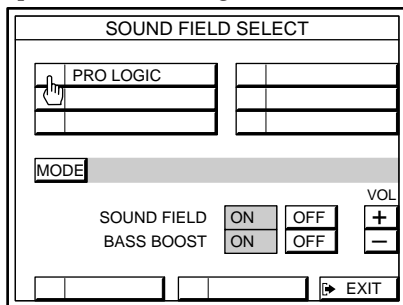 SOUND FIELD SELECT
PRO LOGIC
MODE
VOL
SOUND FIELD ON OFF +
BASS BOOST ON OFF −
EXIT